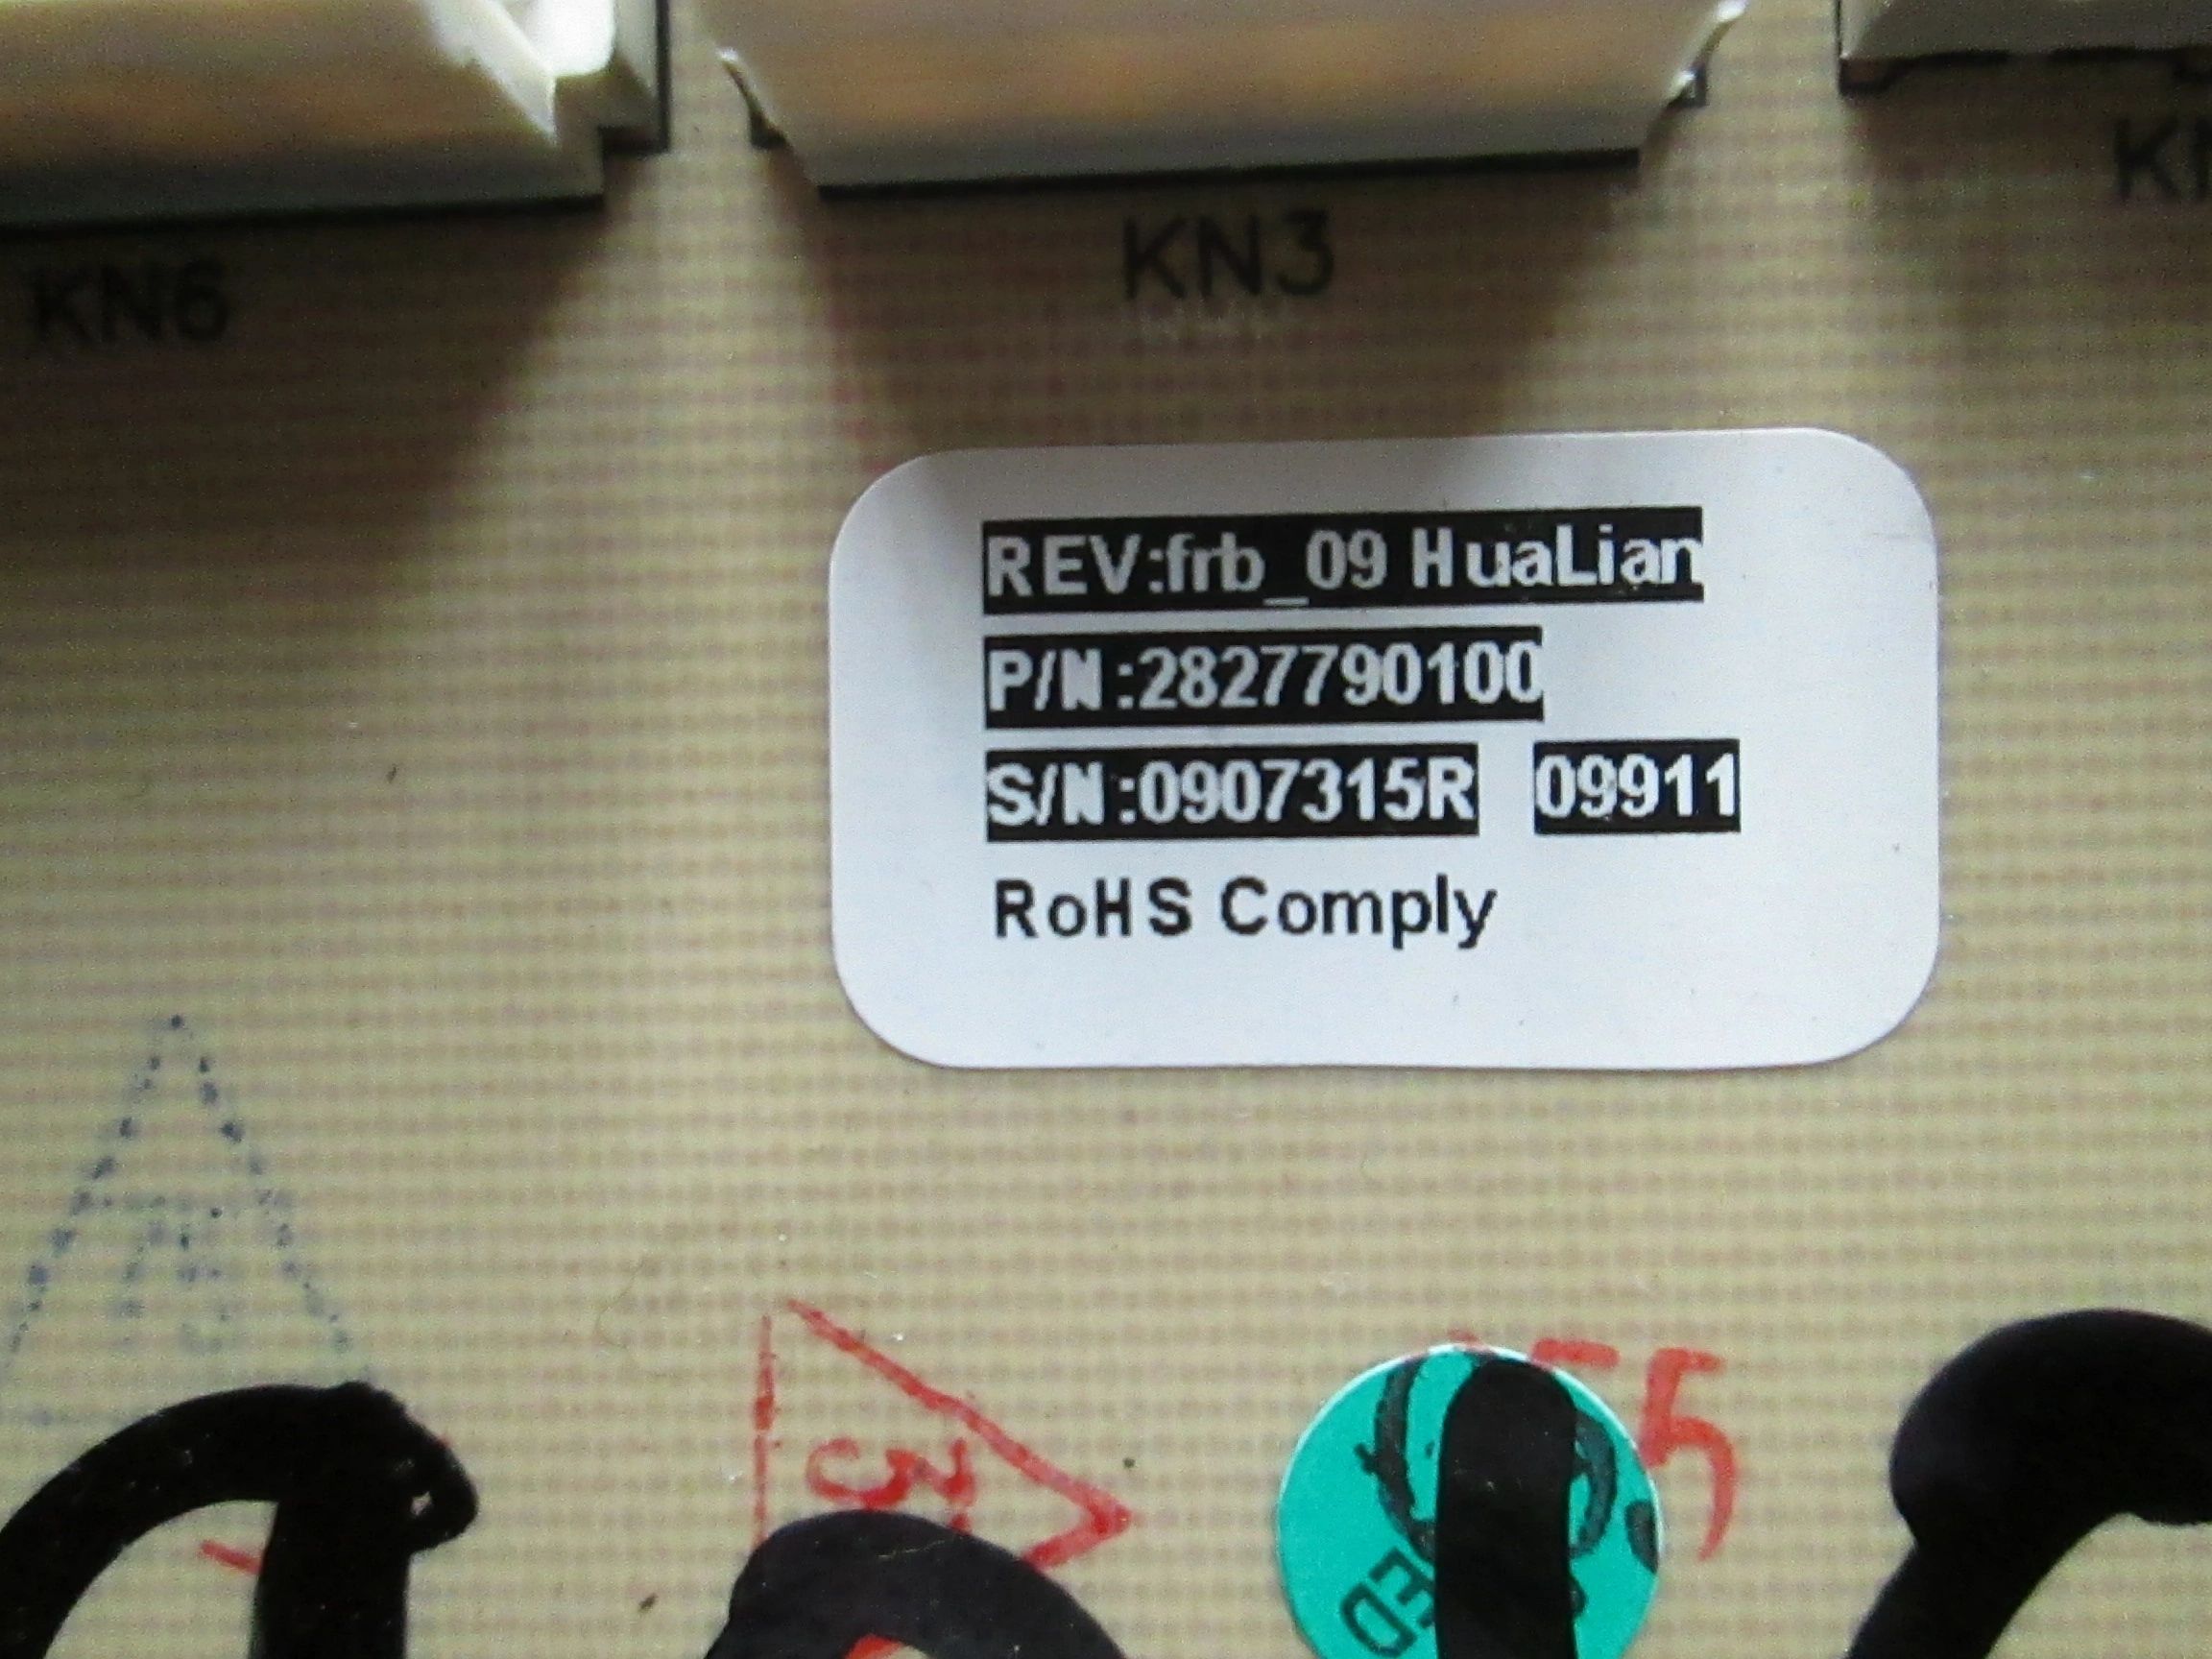 KN6
KN3
REV:frb_09 HuaLian
P/N:2827790100
S/N:0907315R 09911
RoHS Comply